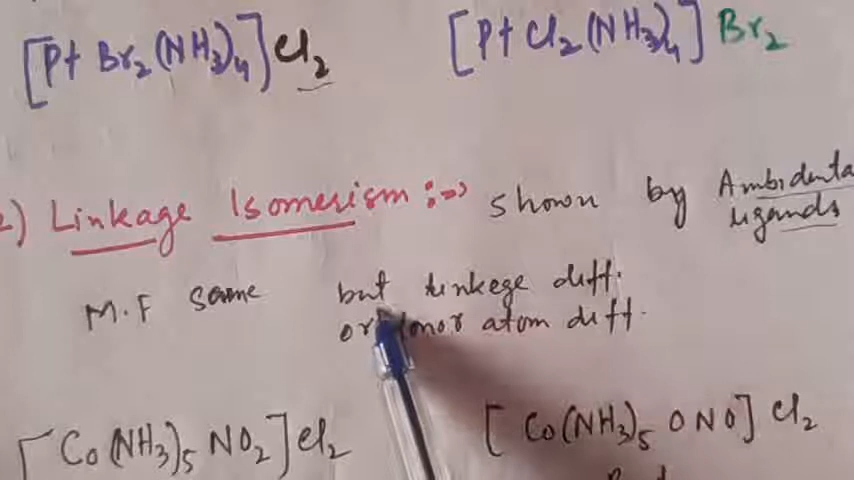 [Pt Br2(NH3)4]Cl2 [Pt Cl2(NH3)4] Br2
2) Linkage Isomerism :=> shown by Ambidenta
ligands
M.F same but linkege diff.
or donor atom diff.
[Co(NH3)5 NO2]Cl2 [Co(NH3)5 ONO] Cl2